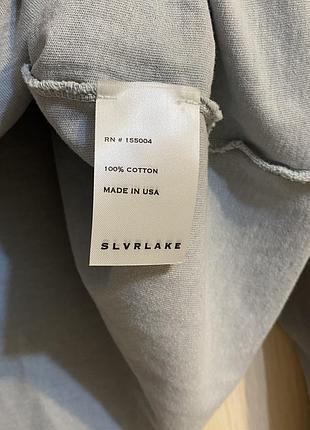 RN # 155004
100% COTTON
MADE IN USA
SLVRLAKE